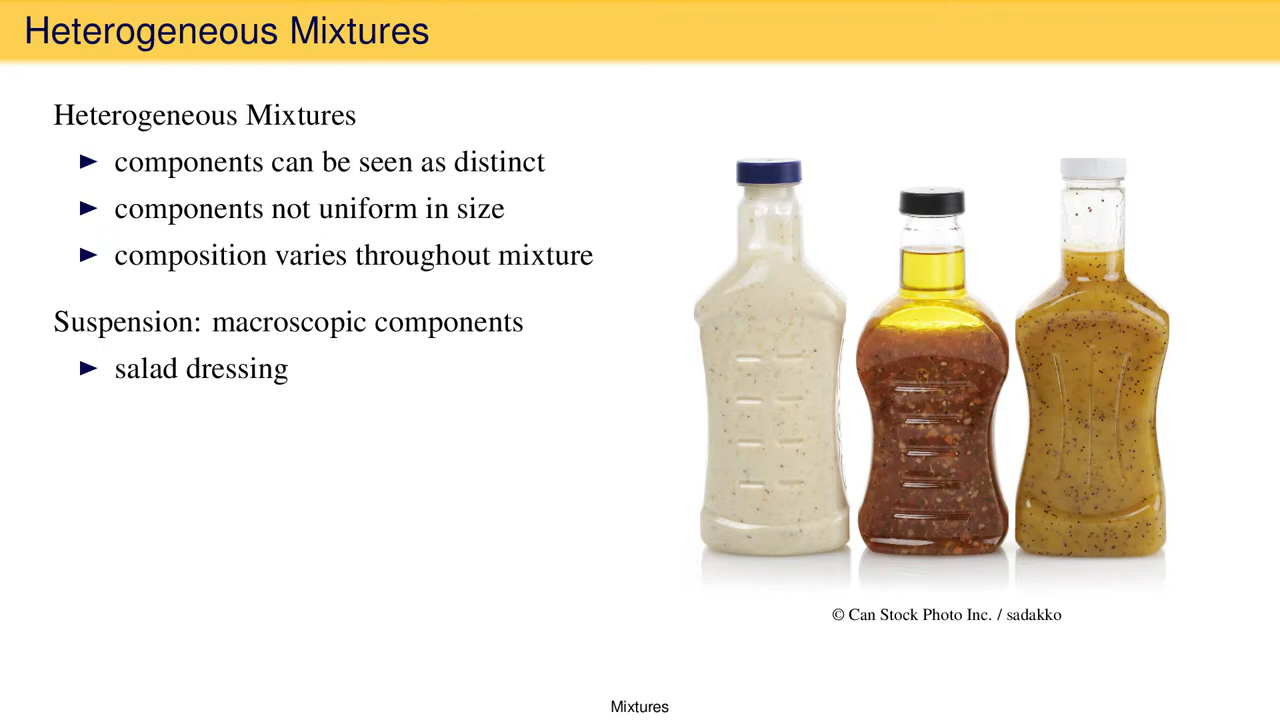 Heterogeneous Mixtures
Heterogeneous Mixtures
► components can be seen as distinct
► components not uniform in size
► composition varies throughout mixture
Suspension: macroscopic components
► salad dressing
© Can Stock Photo Inc. / sadakko
Mixtures